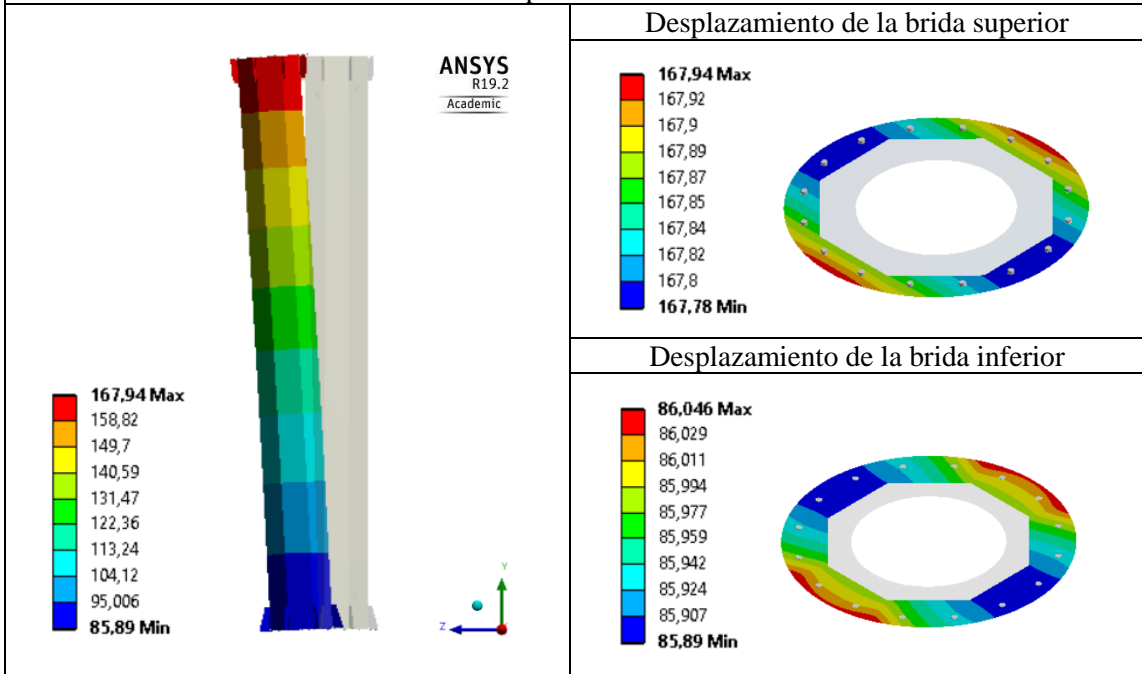 ANSYS
R19.2
Academic
167,94 Max
158,82
149,7
140,59
131,47
122,36
113,24
104,12
95,006
85,89 Min
Y
Z
Desplazamiento de la brida superior
167,94 Max
167,92
167,9
167,89
167,87
167,85
167,84
167,82
167,8
167,78 Min
Desplazamiento de la brida inferior
86,046 Max
86,029
86,011
85,994
85,977
85,959
85,942
85,924
85,907
85,89 Min